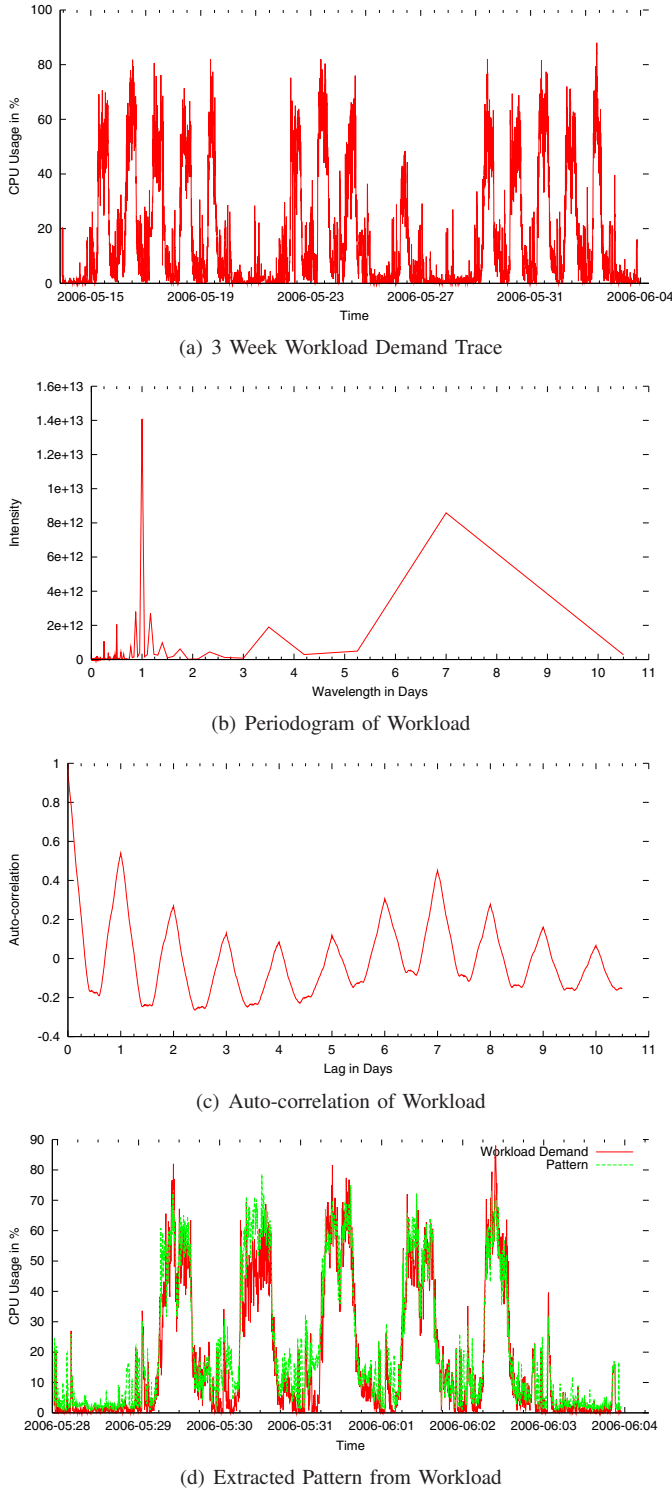 100
80
60
40
20
0
CPU Usage in %
2006-05-15 2006-05-19 2006-05-23 2006-05-27 2006-05-31 2006-06-04
Time
(a) 3 Week Workload Demand Trace
1.6e+13
1.4e+13
1.2e+13
1e+13
8e+12
6e+12
4e+12
2e+12
0
Intensity
0 1 2 3 4 5 6 7 8 9 10 11
Wavelength in Days
(b) Periodogram of Workload
1
0.8
0.6
0.4
0.2
0
-0.2
-0.4
Auto-correlation
0 1 2 3 4 5 6 7 8 9 10 11
Lag in Days
(c) Auto-correlation of Workload
90
80
70
60
50
40
30
20
10
0
CPU Usage in %
Workload Demand
Pattern
2006-05-28 2006-05-29 2006-05-30 2006-05-31 2006-06-01 2006-06-02 2006-06-03 2006-06-04
Time
(d) Extracted Pattern from Workload